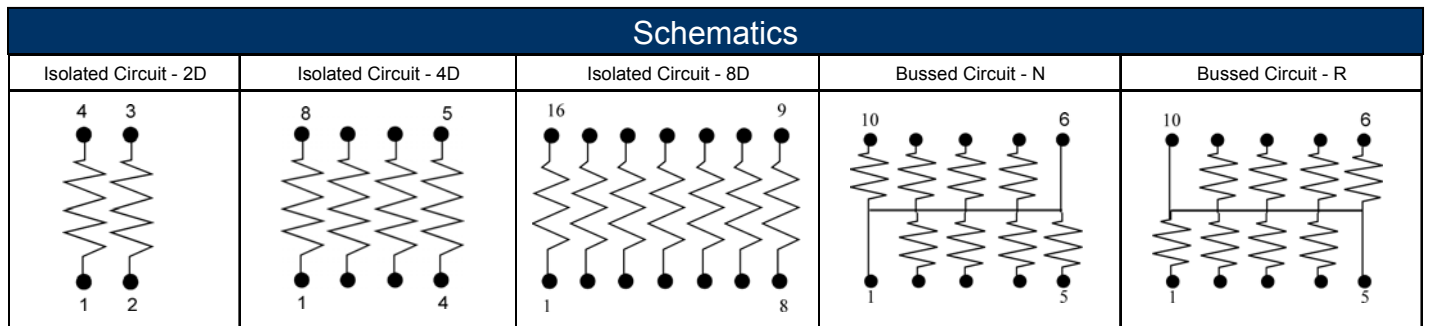 Schematics
Isolated Circuit - 2D
Isolated Circuit - 4D
Isolated Circuit - 8D
Bussed Circuit - N
Bussed Circuit - R
4 3
1 2
8 5
1 4
16 9
1 8
10 6
1 5
10 6
1 5